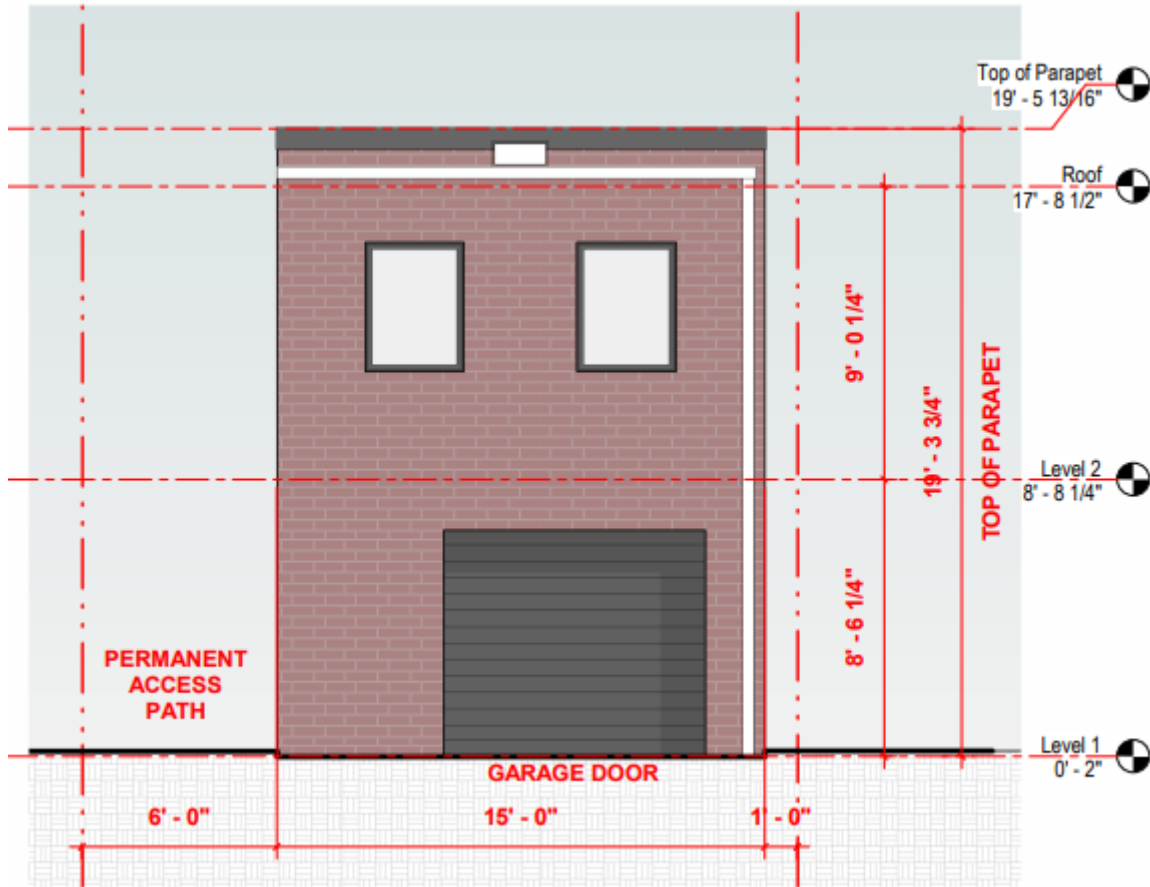 Top of Parapet
19' - 5 13/16"
Roof
17' - 8 1/2"
9' - 0 1/4"
19' - 3 3/4"
TOP OF PARAPET
Level 2
8' - 8 1/4"
8' - 6 1/4"
PERMANENT
ACCESS
PATH
Level 1
0' - 2"
GARAGE DOOR
6' - 0"
15' - 0"
1' - 0"